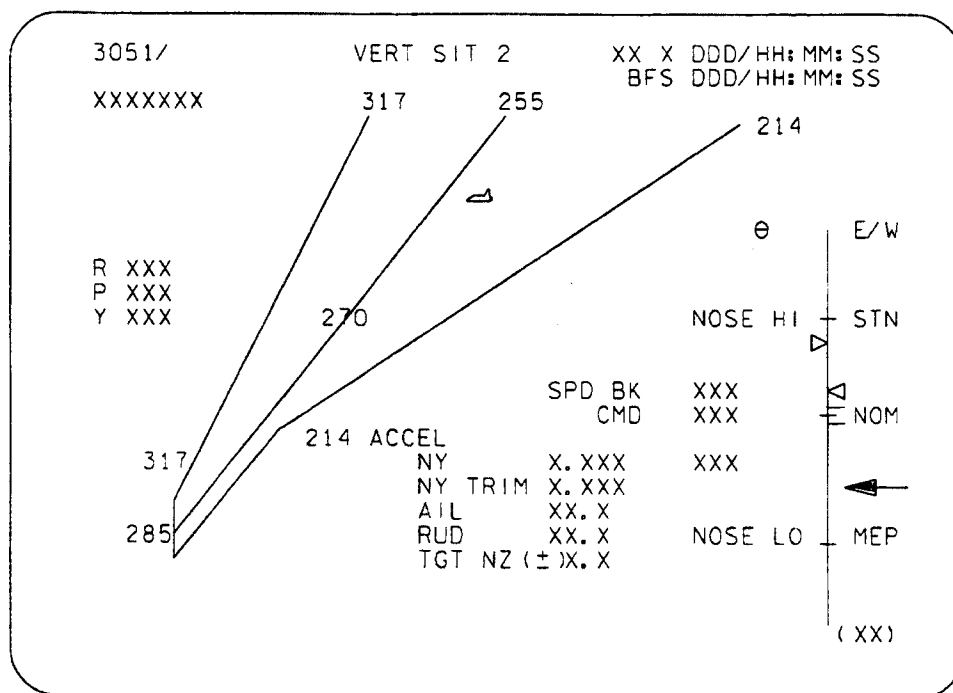 3051/ VERT SIT 2 XX X DDD/HH:MM:SS
BFS DDD/HH:MM:SS
XXXXXXX 317 255
214
θ E/W
R XXX
P XXX
Y XXX 270 NOSE HI STN
SPD BK XXX
CMD XXX NOM
214 ACCEL
317 NY X.XXX XXX
NY TRIM X.XXX
AIL XX.X
285 RUD XX.X NOSE LO MEP
TGT NZ (±)X.X
(XX)